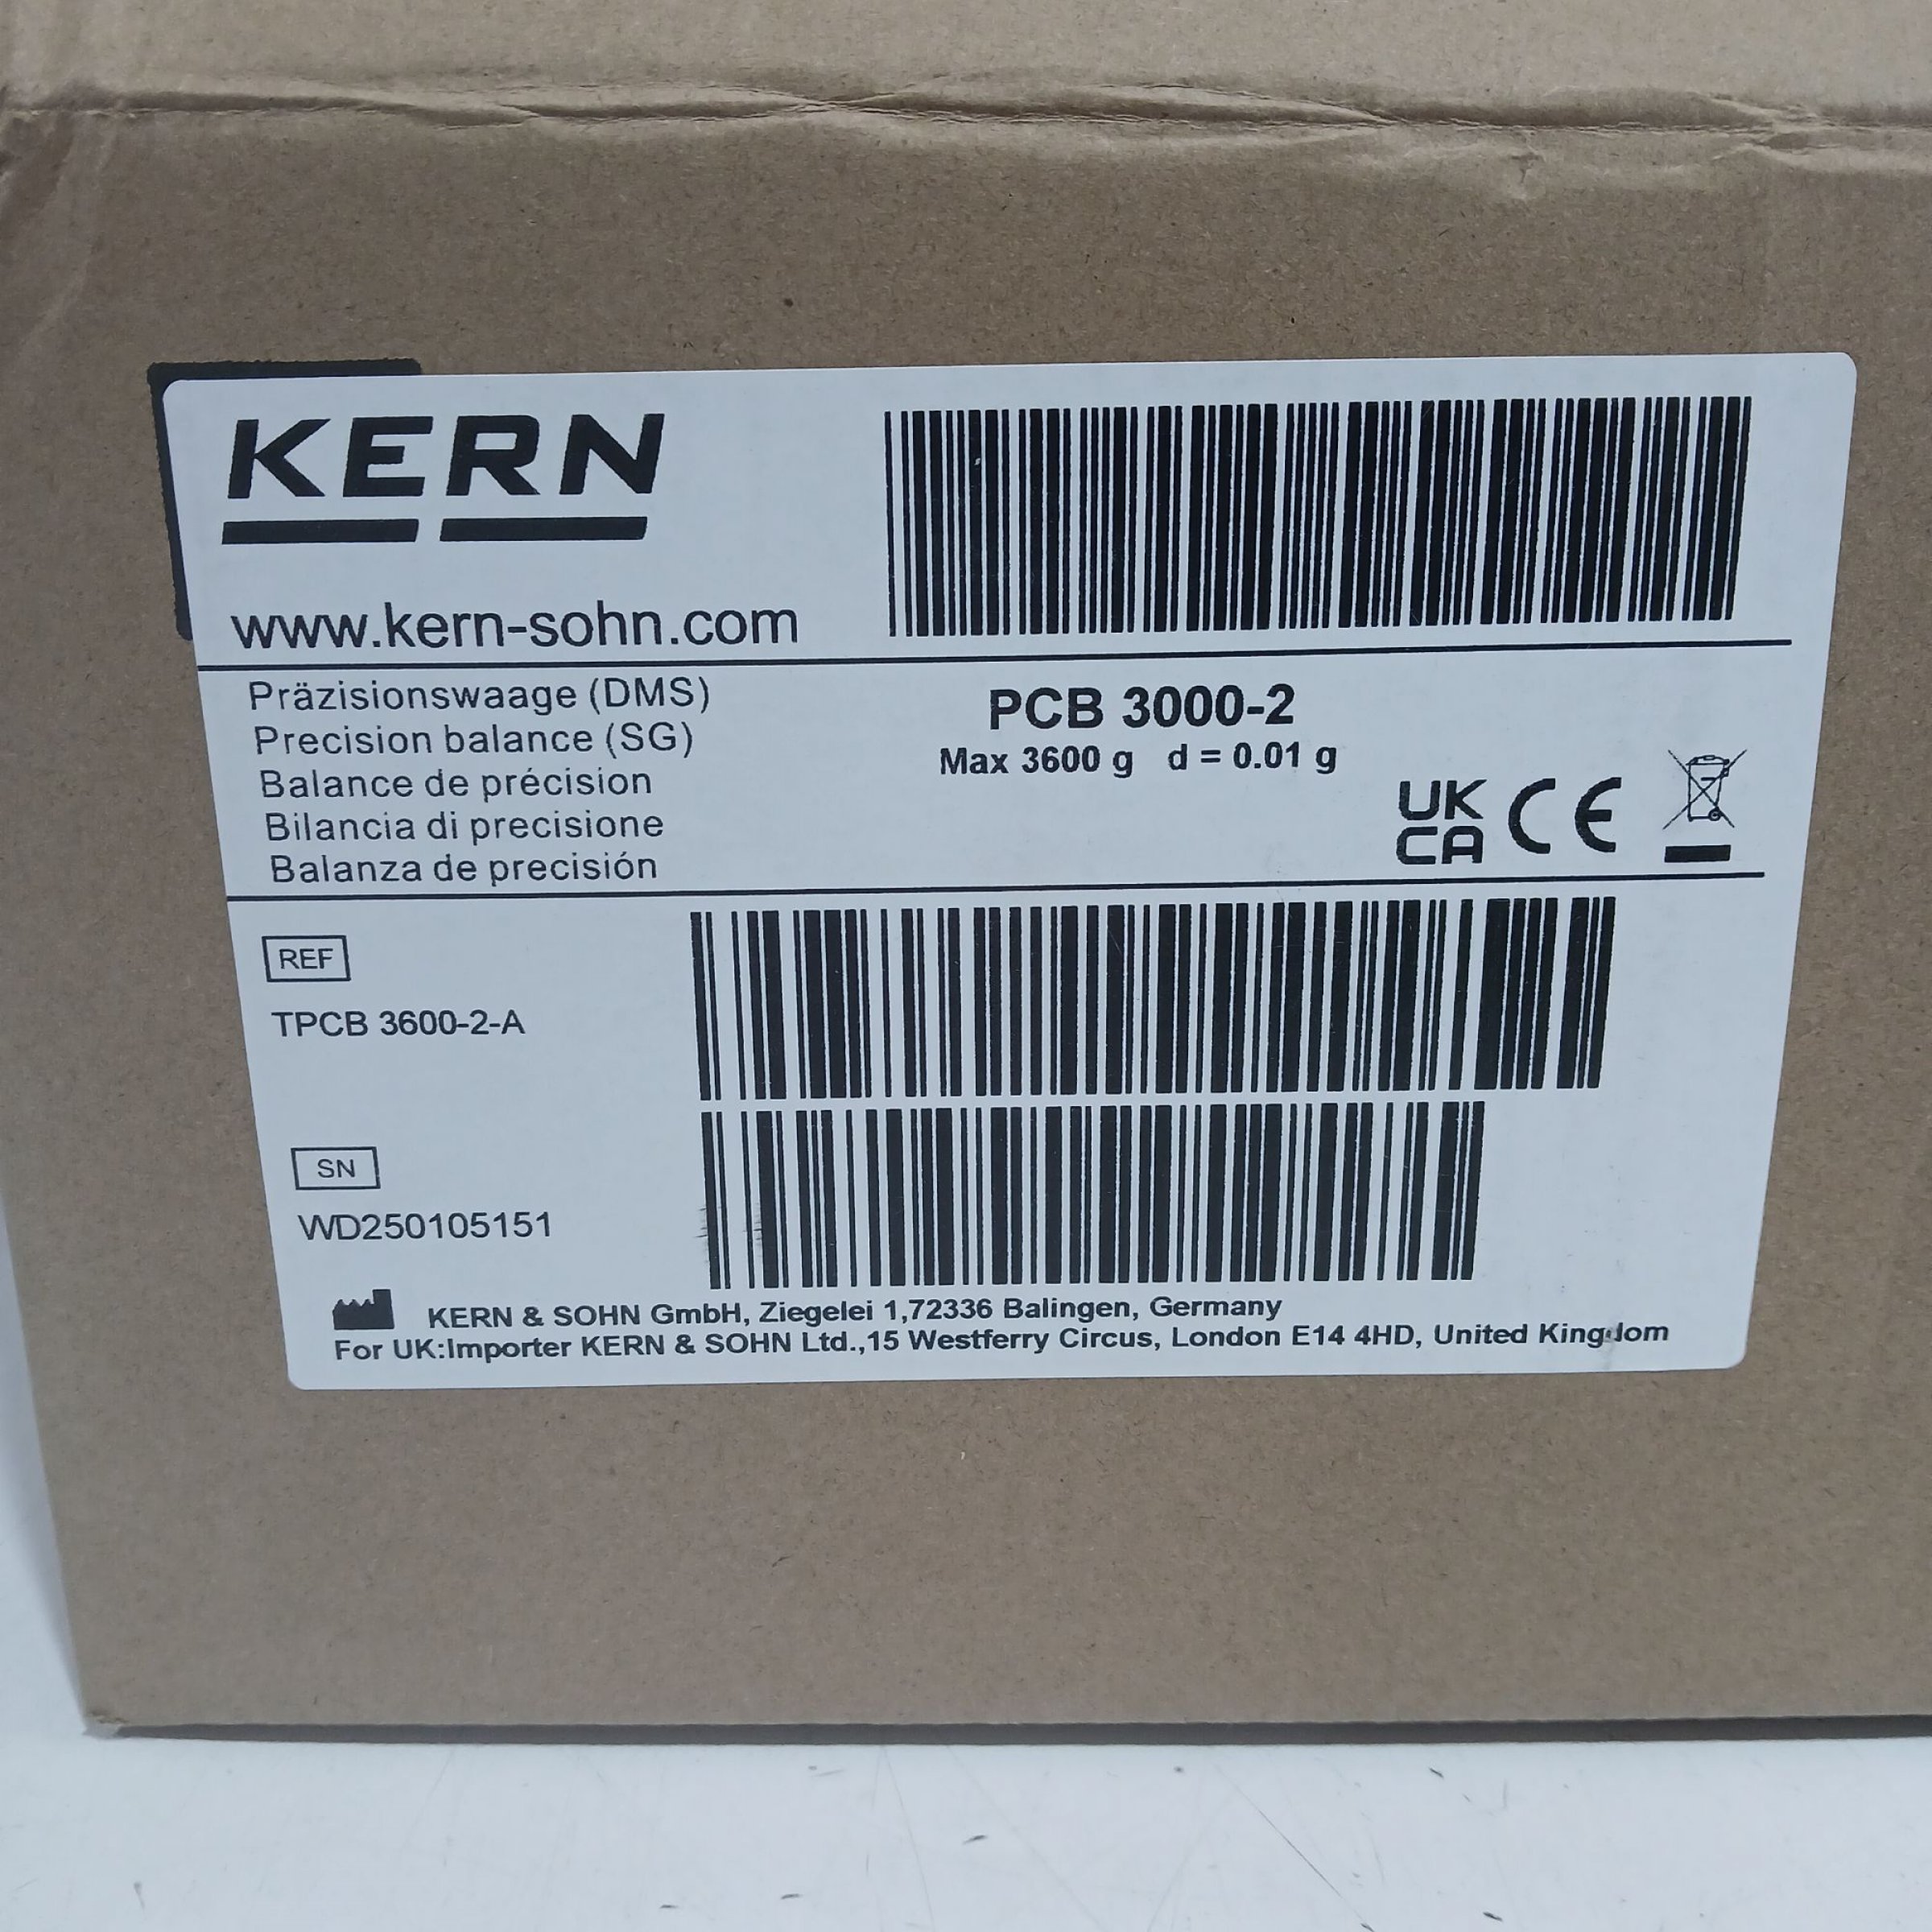 KERN
www.kern-sohn.com
Präzisionswaage (DMS)
Precision balance (SG)
Balance de précision
Bilancia di precisione
Balanza de precisión
PCB 3000-2
Max 3600 g d = 0.01 g
UK
CA CE
REF
TPCB 3600-2-A
SN
WD250105151
KERN & SOHN GmbH, Ziegelei 1,72336 Balingen, Germany
For UK:Importer KERN & SOHN Ltd.,15 Westferry Circus, London E14 4HD, United Kingdom